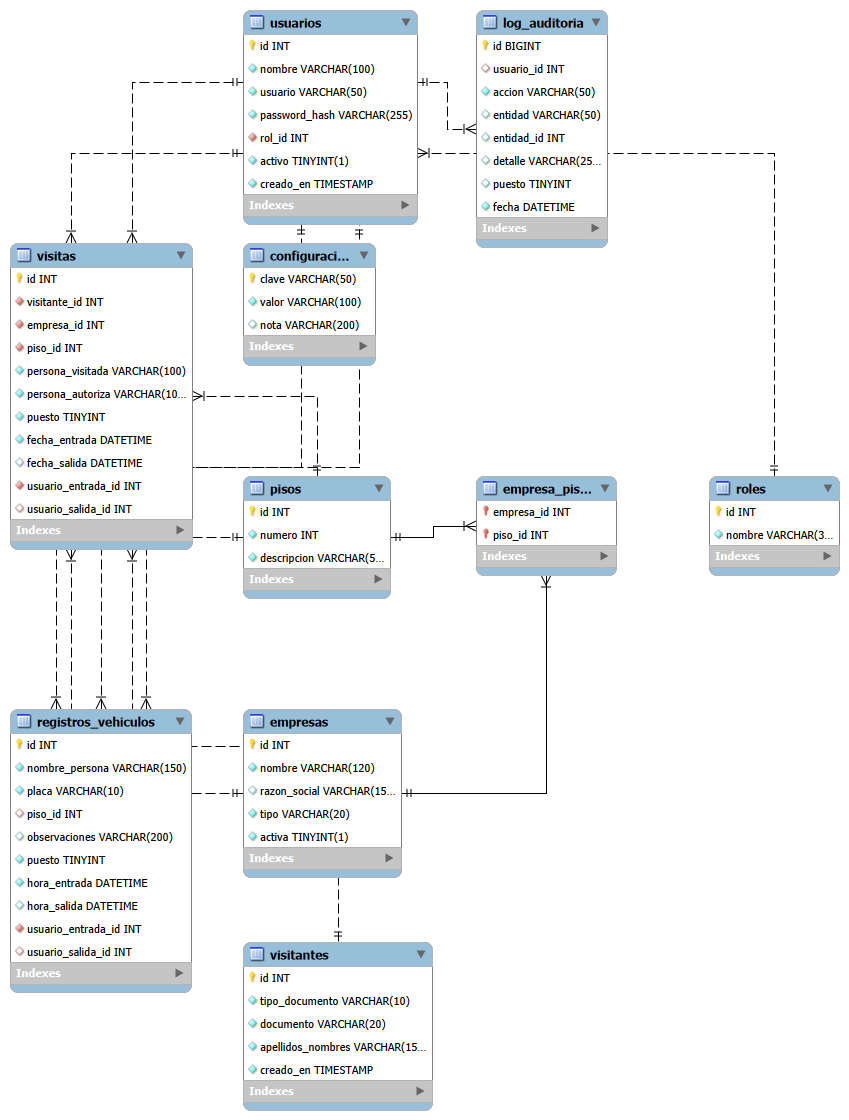 usuarios
id INT
nombre VARCHAR(100)
usuario VARCHAR(50)
password_hash VARCHAR(255)
rol_id INT
activo TINYINT(1)
creado_en TIMESTAMP
Indexes
log_auditoria
id BIGINT
usuario_id INT
accion VARCHAR(50)
entidad VARCHAR(50)
entidad_id INT
detalle VARCHAR(25...
puesto TINYINT
fecha DATETIME
Indexes
visitas
id INT
visitante_id INT
empresa_id INT
piso_id INT
persona_visitada VARCHAR(100)
persona_autoriza VARCHAR(10...
puesto TINYINT
fecha_entrada DATETIME
fecha_salida DATETIME
usuario_entrada_id INT
usuario_salida_id INT
Indexes
configuraci...
clave VARCHAR(50)
valor VARCHAR(100)
nota VARCHAR(200)
Indexes
pisos
id INT
numero INT
descripcion VARCHAR(5...
Indexes
empresa_pis...
empresa_id INT
piso_id INT
Indexes
roles
id INT
nombre VARCHAR(3...
Indexes
registros_vehiculos
id INT
nombre_persona VARCHAR(150)
placa VARCHAR(10)
piso_id INT
observaciones VARCHAR(200)
puesto TINYINT
hora_entrada DATETIME
hora_salida DATETIME
usuario_entrada_id INT
usuario_salida_id INT
Indexes
empresas
id INT
nombre VARCHAR(120)
razon_social VARCHAR(15...
tipo VARCHAR(20)
activa TINYINT(1)
Indexes
visitantes
id INT
tipo_documento VARCHAR(10)
documento VARCHAR(20)
apellidos_nombres VARCHAR(15...
creado_en TIMESTAMP
Indexes